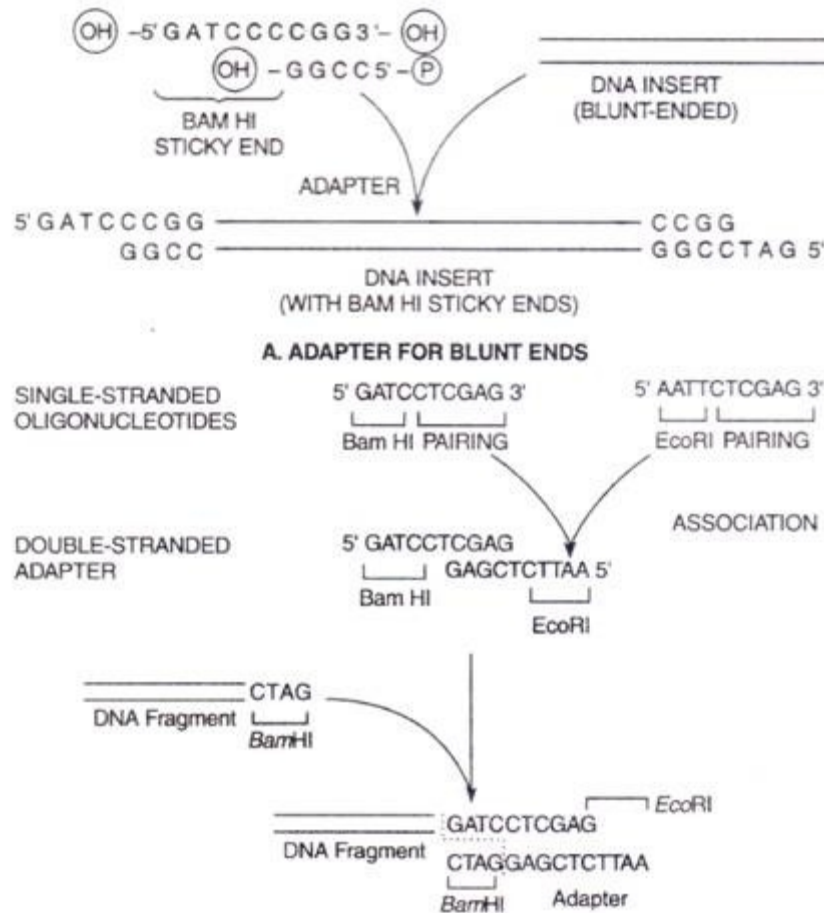 OH -5' G A T C C C C G G 3' - OH
OH - G G C C 5' - P
BAM HI
STICKY END
DNA INSERT
(BLUNT-ENDED)
ADAPTER
5' G A T C C C G G
C C G G
G G C C
G G C C T A G 5'
DNA INSERT
(WITH BAM HI STICKY ENDS)
A. ADAPTER FOR BLUNT ENDS
SINGLE-STRANDED
OLIGONUCLEOTIDES
5' GATCCTCGAG 3'
Bam HI PAIRING
5' AATTCTCGAG 3'
EcoRI PAIRING
ASSOCIATION
DOUBLE-STRANDED
ADAPTER
5' GATCCTCGAG
GAGCTCTTAA 5'
Bam HI
EcoRI
CTAG
DNA Fragment
BamHI
EcoRI
GATCCTCGAG
DNA Fragment
CTAGGAGCTCTTAA
BamHI
Adapter